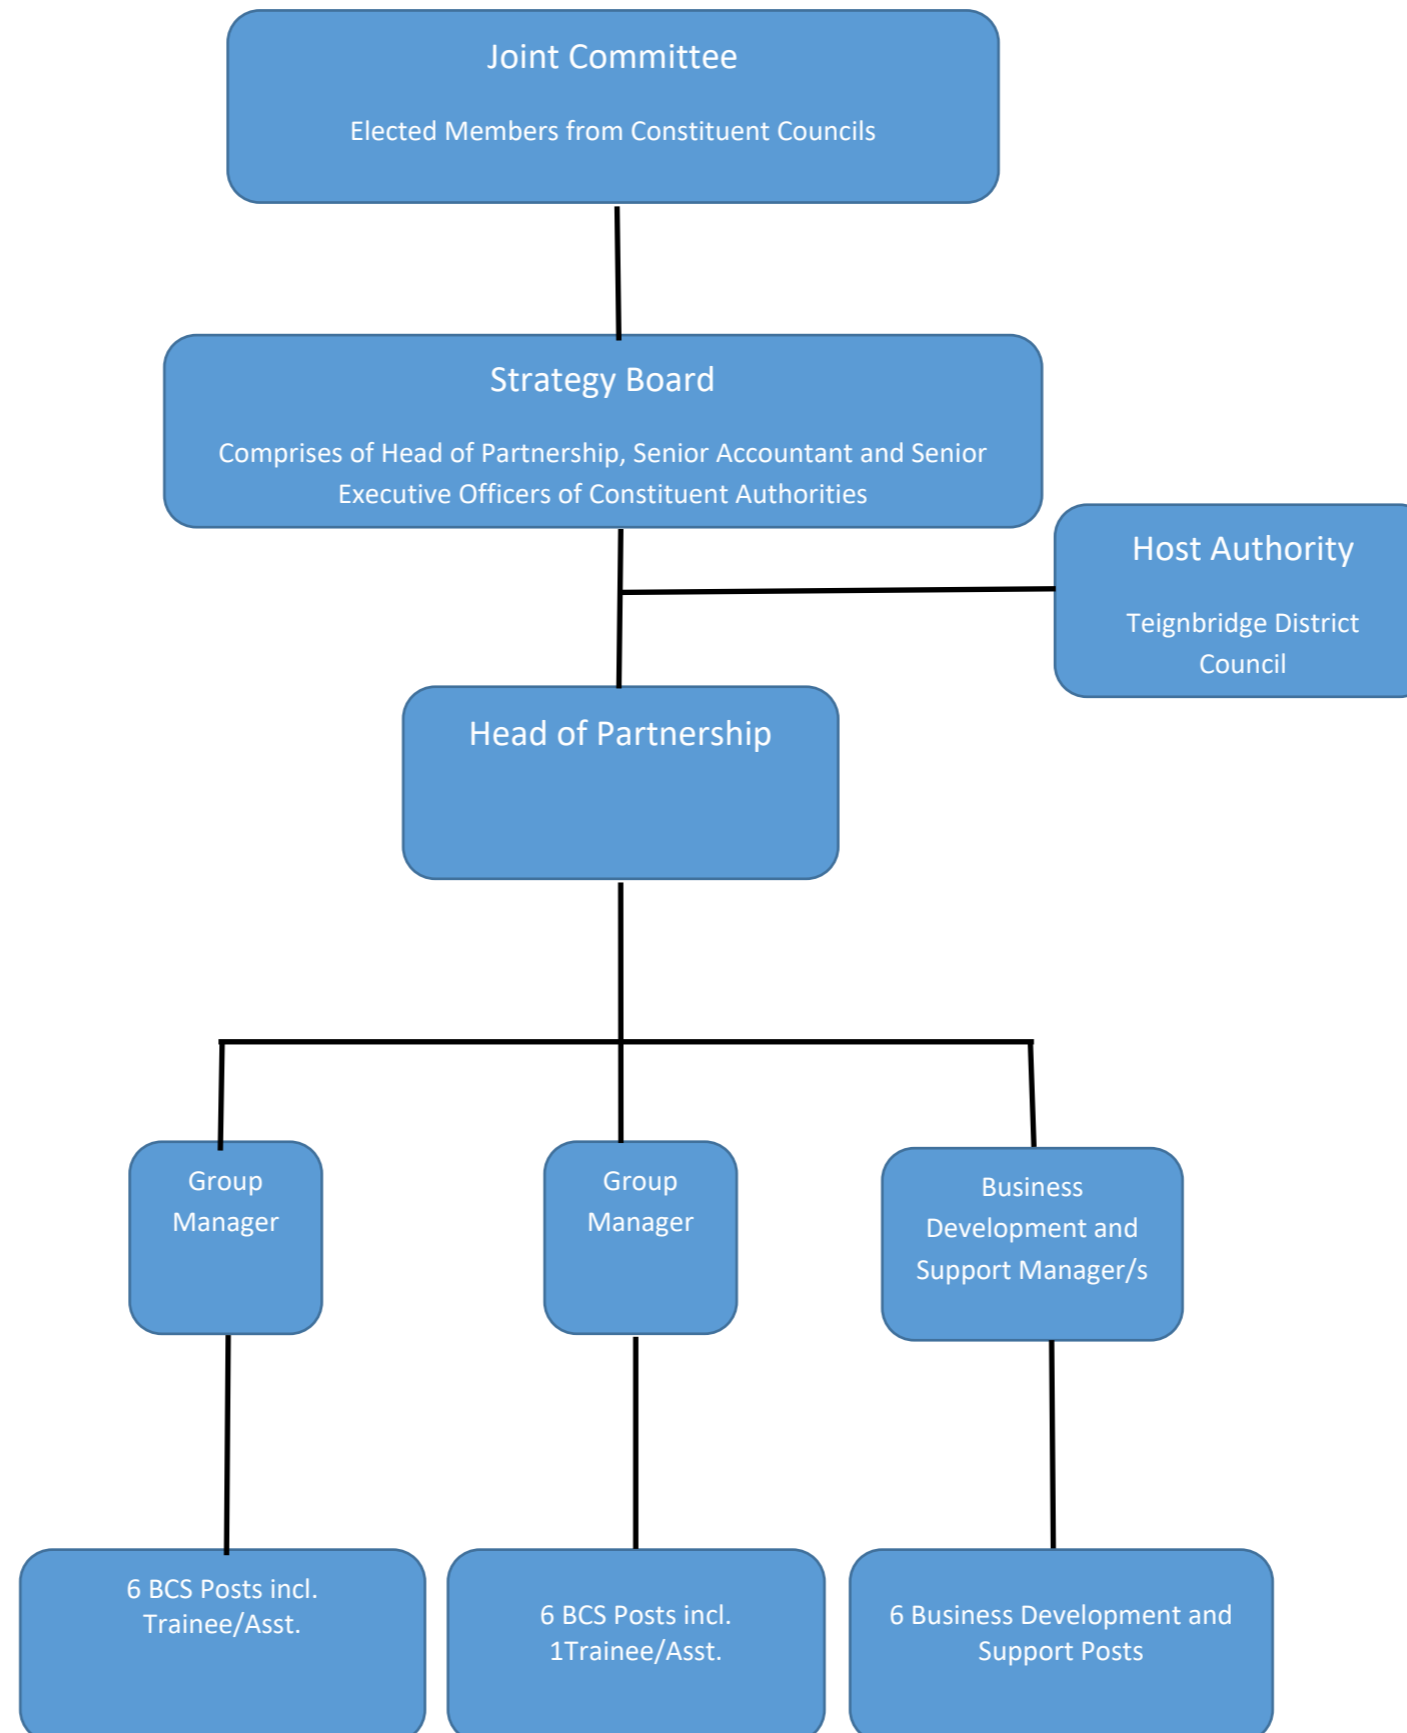 Joint Committee
Elected Members from Constituent Councils
Strategy Board
Comprises of Head of Partnership, Senior Accountant and Senior
Executive Officers of Constituent Authorities
Host Authority
Teignbridge District
Council
Head of Partnership
Group
Manager
Group
Manager
Business
Development and
Support Manager/s
6 BCS Posts incl.
Trainee/Asst.
6 BCS Posts incl.
1Trainee/Asst.
6 Business Development and
Support Posts